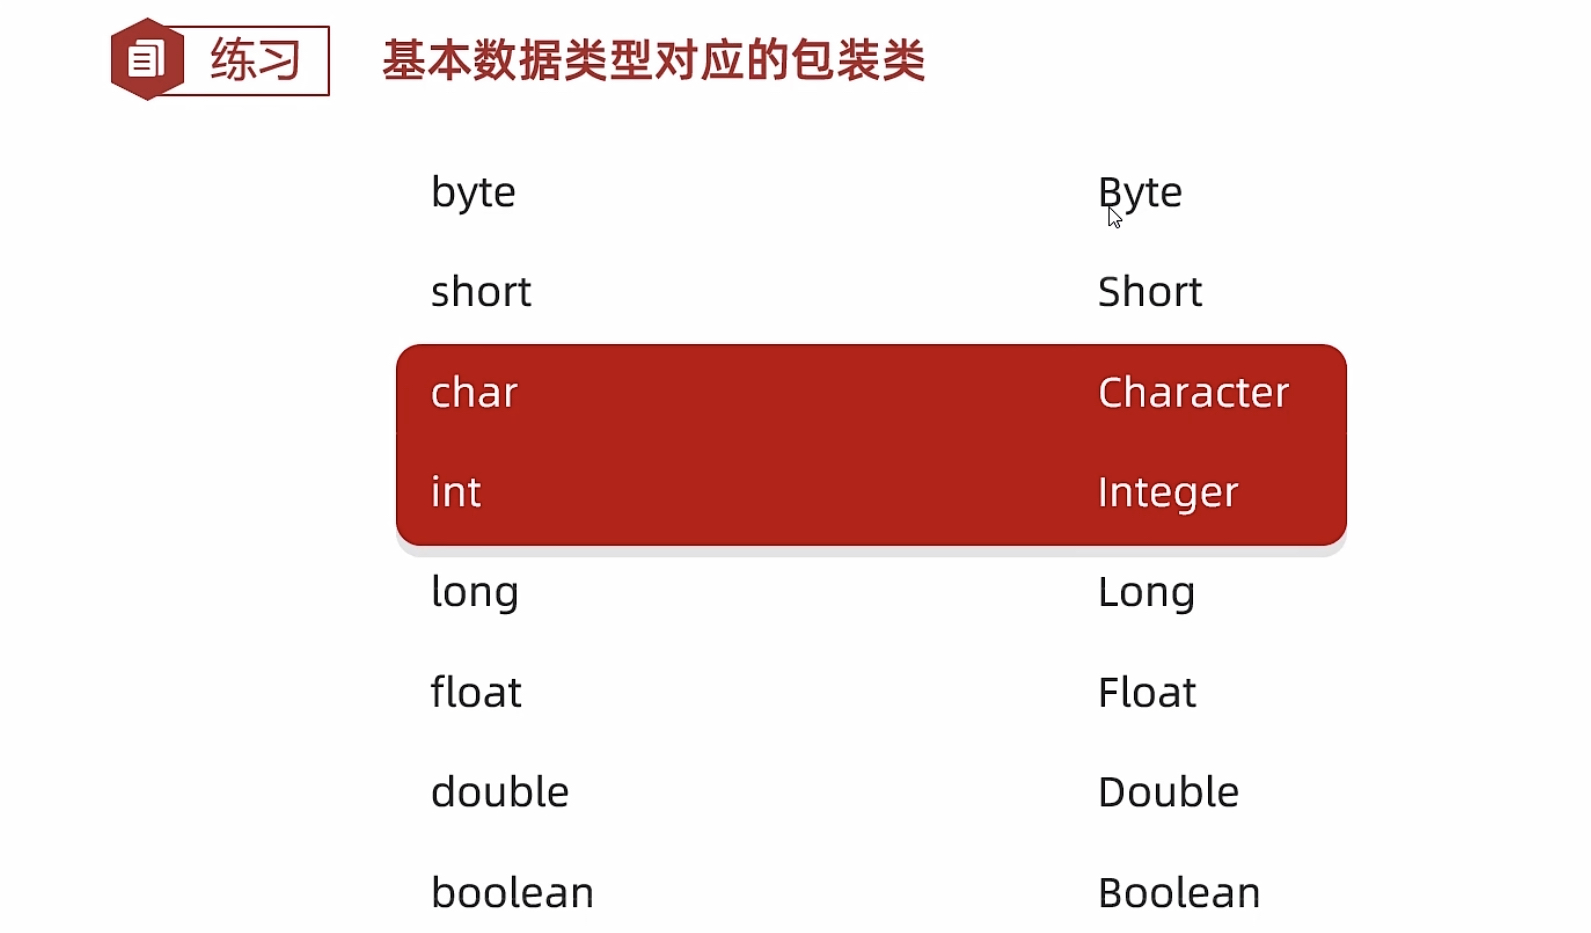 练习 基本数据类型对应的包装类
byte Byte
short Short
char Character
int Integer
long Long
float Float
double Double
boolean Boolean